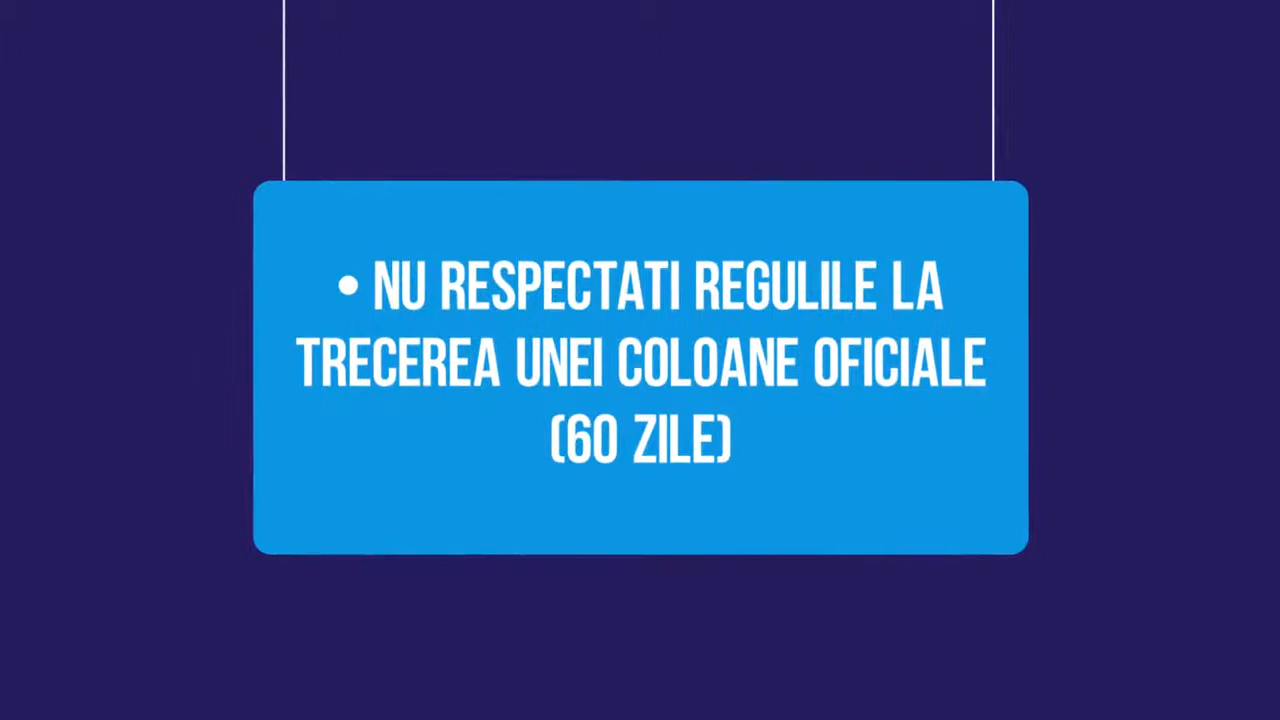 • NU RESPECTATI REGULILE LA
TRECEREA UNEI COLOANE OFICIALE
(60 ZILE)